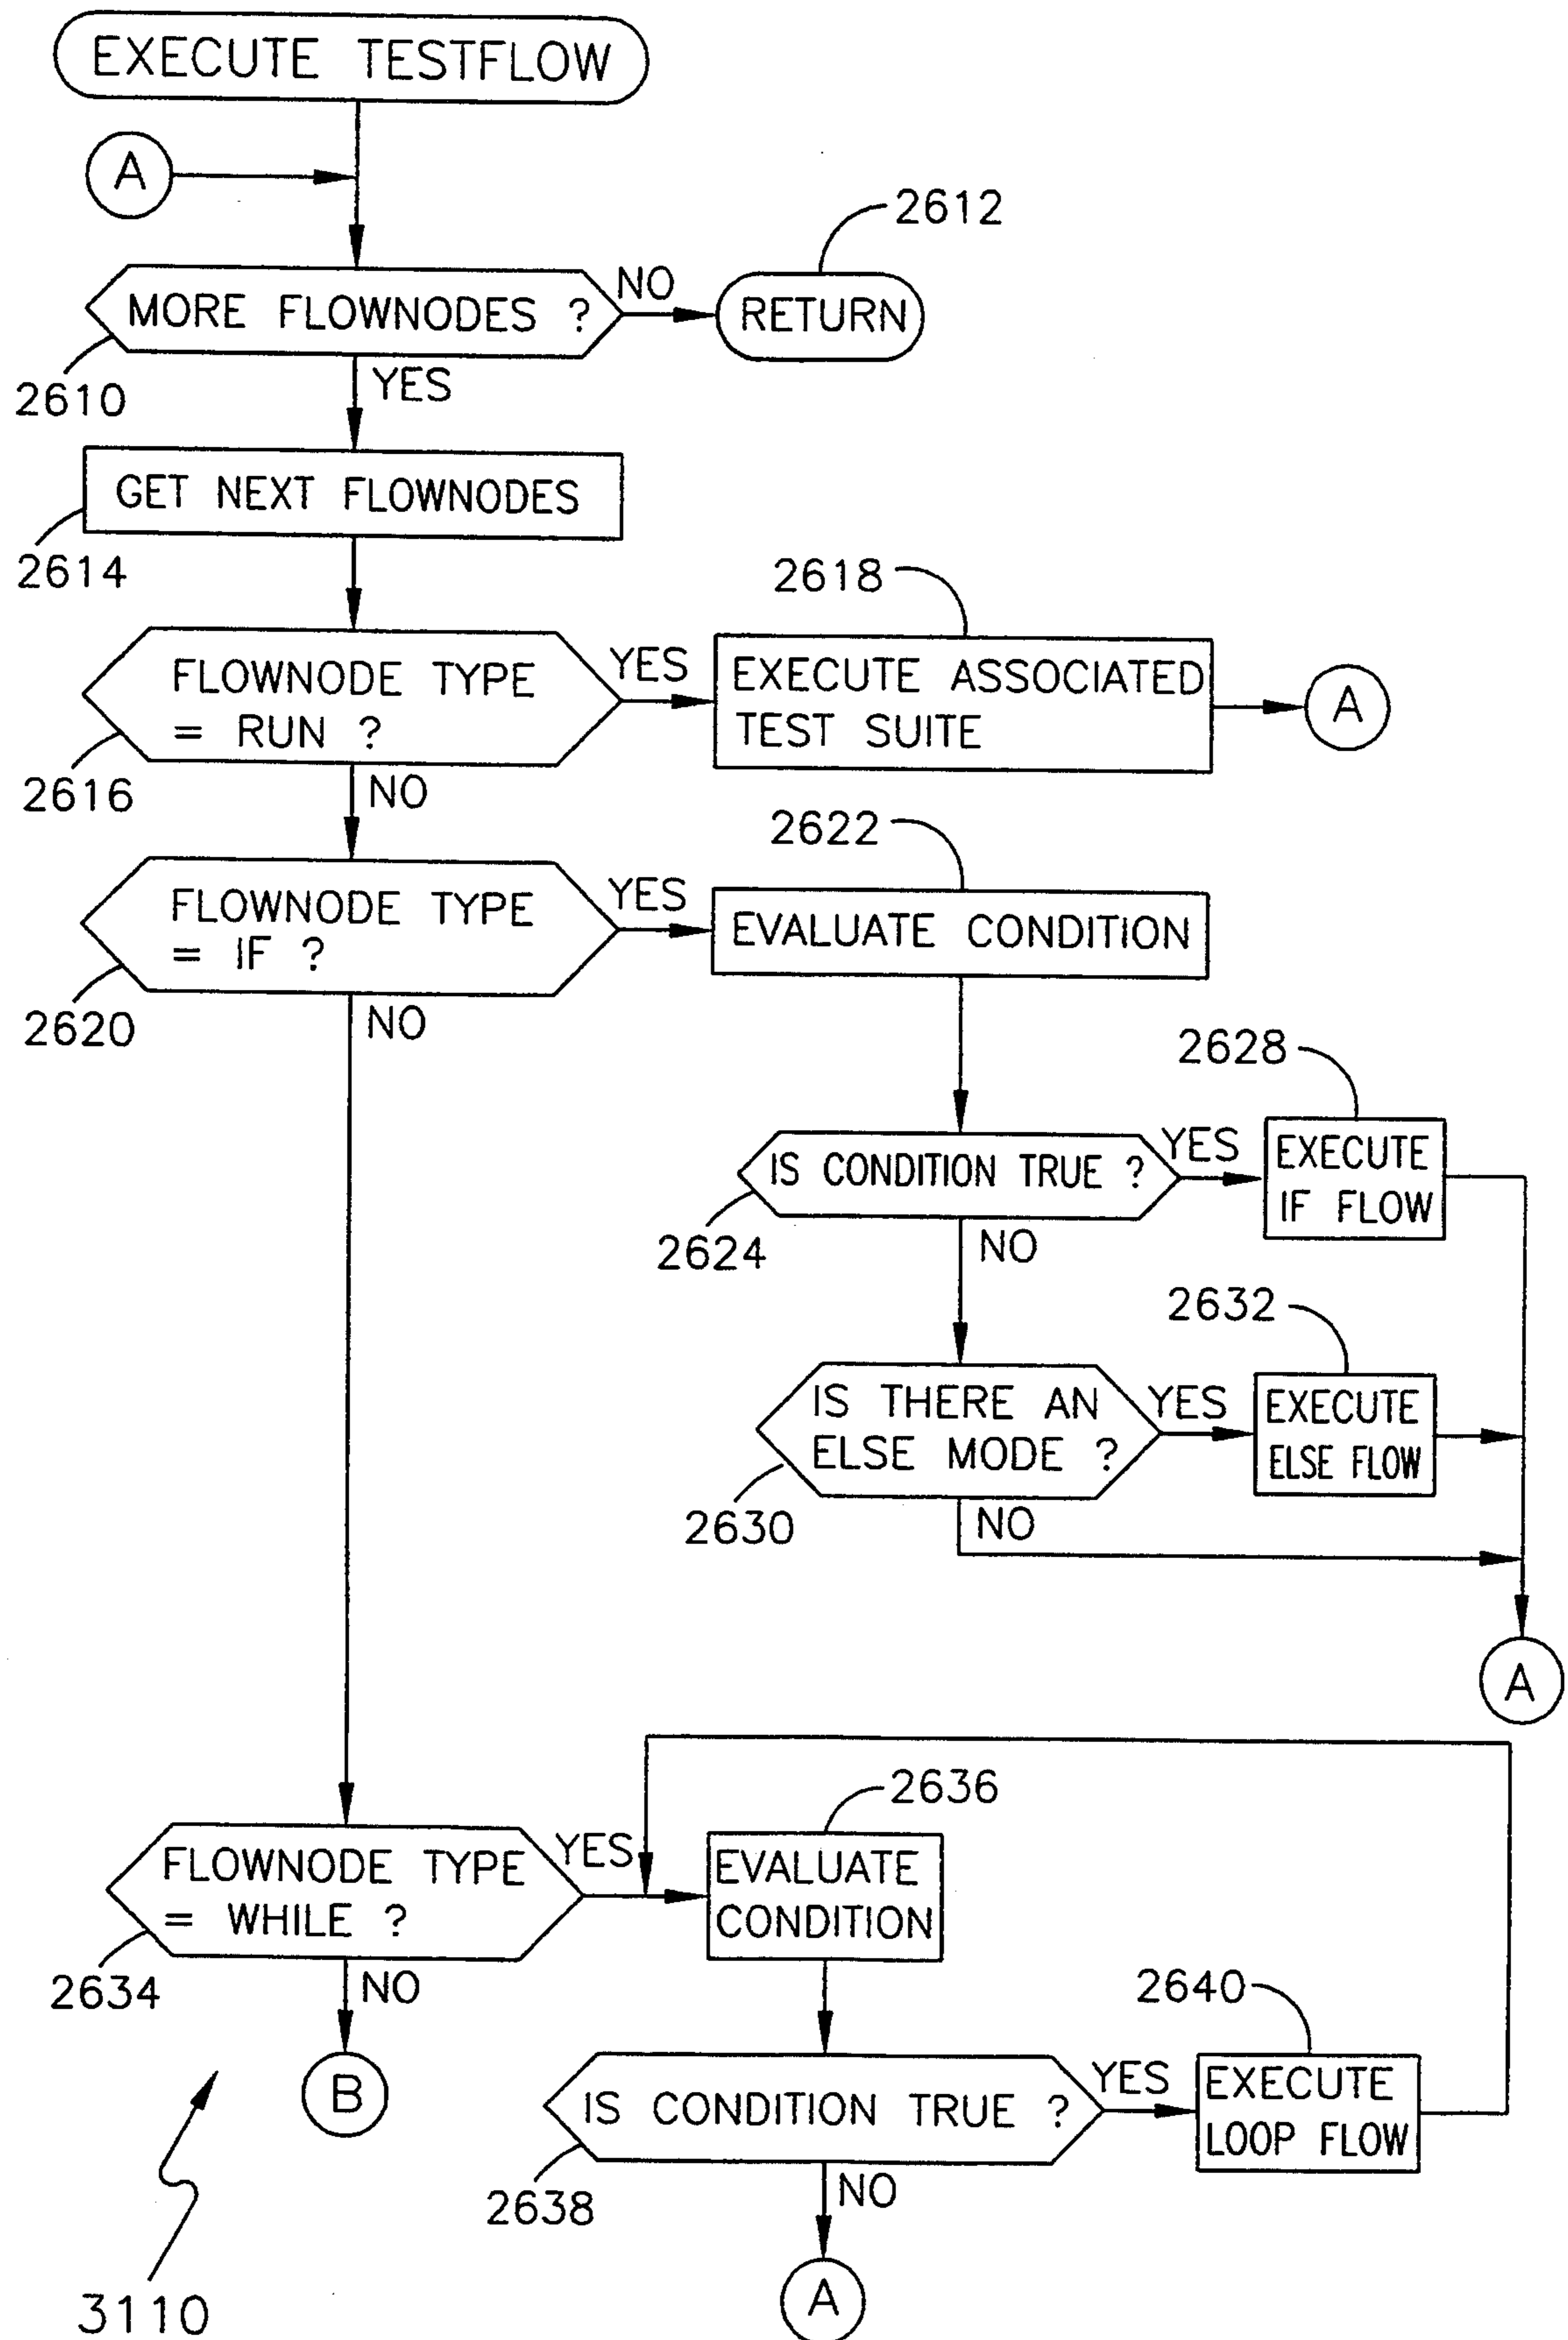 EXECUTE TESTFLOW
A
2612
MORE FLOWNODES ?
NO
RETURN
2610
YES
GET NEXT FLOWNODES
2614
2618
FLOWNODE TYPE
= RUN ?
YES
EXECUTE ASSOCIATED
TEST SUITE
A
2616
NO
2622
FLOWNODE TYPE
= IF ?
YES
EVALUATE CONDITION
2620
NO
2628
IS CONDITION TRUE ?
YES
EXECUTE
IF FLOW
2624
NO
2632
IS THERE AN
ELSE MODE ?
YES
EXECUTE
ELSE FLOW
2630
NO
A
2636
FLOWNODE TYPE
= WHILE ?
YES
EVALUATE
CONDITION
2634
NO
2640
B
IS CONDITION TRUE ?
YES
EXECUTE
LOOP FLOW
2638
NO
A
3110